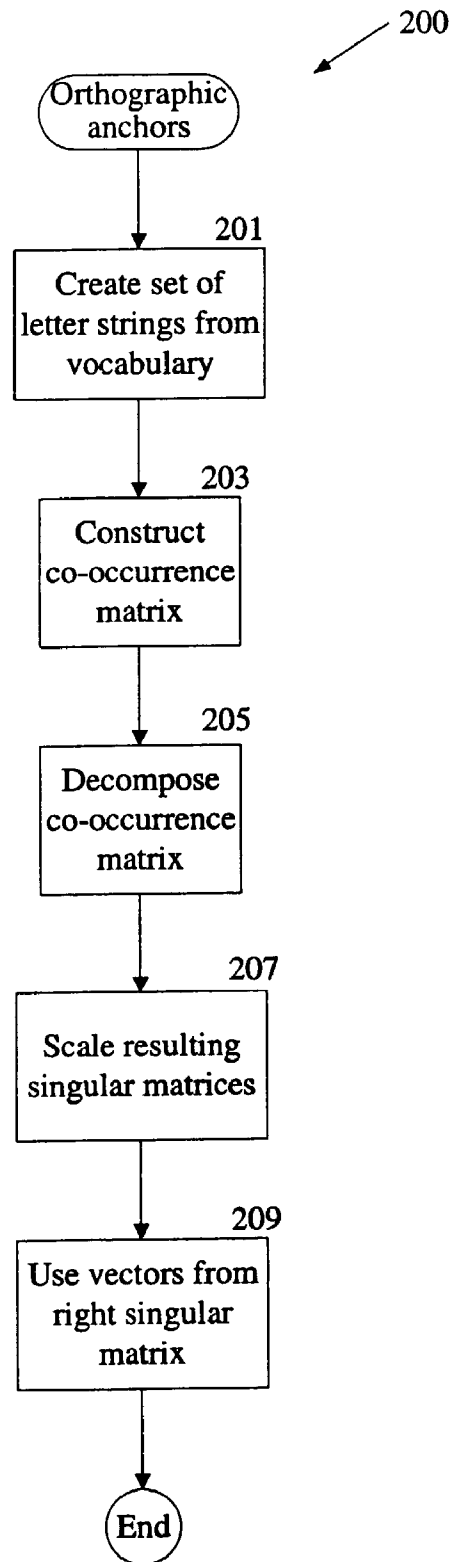 200
Orthographic
anchors
201
Create set of
letter strings from
vocabulary
203
Construct
co-occurrence
matrix
205
Decompose
co-occurrence
matrix
207
Scale resulting
singular matrices
209
Use vectors from
right singular
matrix
End